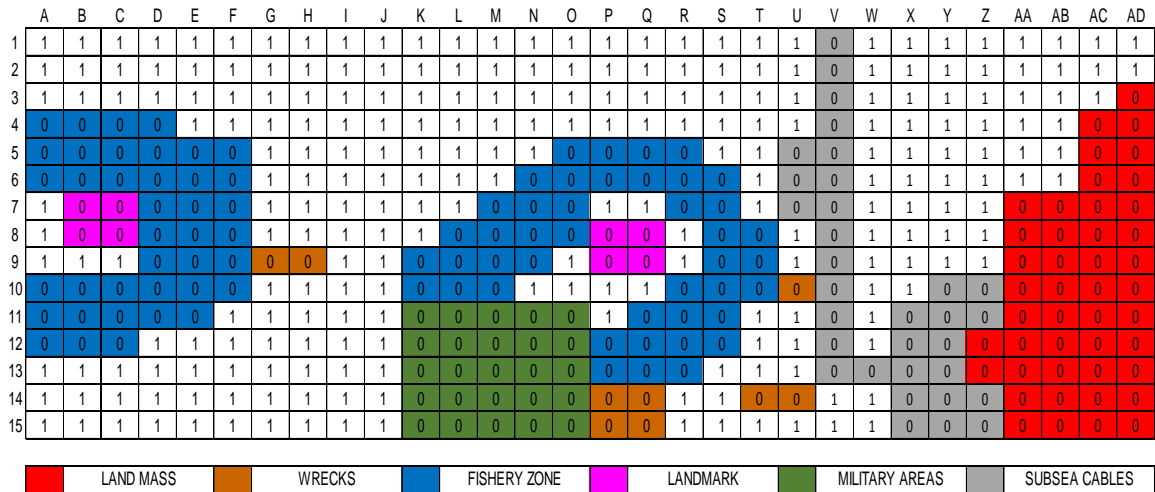 A B C D E F G H I J K L M N O P Q R S T U V W X Y Z AA AB AC AD
1 1 1 1 1 1 1 1 1 1 1 1 1 1 1 1 1 1 1 1 1 1 0 1 1 1 1 1 1 1 1
2 1 1 1 1 1 1 1 1 1 1 1 1 1 1 1 1 1 1 1 1 1 0 1 1 1 1 1 1 1 1
3 1 1 1 1 1 1 1 1 1 1 1 1 1 1 1 1 1 1 1 1 1 0 1 1 1 1 1 1 1 0
4 0 0 0 0 1 1 1 1 1 1 1 1 1 1 1 1 1 1 1 1 1 0 1 1 1 1 1 1 0 0
5 0 0 0 0 0 0 1 1 1 1 1 1 1 1 0 0 0 0 1 1 0 0 1 1 1 1 1 1 0 0
6 0 0 0 0 0 0 1 1 1 1 1 1 1 0 0 0 0 0 0 1 0 0 1 1 1 1 1 1 0 0
7 1 0 0 0 0 0 1 1 1 1 1 1 0 0 0 1 1 0 0 1 0 0 1 1 1 1 0 0 0 0
8 1 0 0 0 0 0 1 1 1 1 1 0 0 0 0 0 0 1 0 0 1 0 1 1 1 1 0 0 0 0
9 1 1 1 0 0 0 0 0 1 1 0 0 0 0 1 0 0 1 0 0 1 0 1 1 1 1 0 0 0 0
10 0 0 0 0 0 0 1 1 1 1 0 0 0 1 1 1 1 0 0 0 0 0 1 1 0 0 0 0 0 0
11 0 0 0 0 0 1 1 1 1 1 0 0 0 0 0 1 0 0 0 1 1 0 1 0 0 0 0 0 0 0
12 0 0 0 1 1 1 1 1 1 1 0 0 0 0 0 0 0 0 0 1 1 0 1 0 0 0 0 0 0 0
13 1 1 1 1 1 1 1 1 1 1 0 0 0 0 0 0 0 0 1 1 1 0 0 0 0 0 0 0 0 0
14 1 1 1 1 1 1 1 1 1 1 0 0 0 0 0 0 0 1 1 0 0 1 1 0 0 0 0 0 0 0
15 1 1 1 1 1 1 1 1 1 1 0 0 0 0 0 0 0 1 1 1 1 1 1 0 0 0 0 0 0 0
LAND MASS WRECKS FISHERY ZONE LANDMARK MILITARY AREAS SUBSEA CABLES